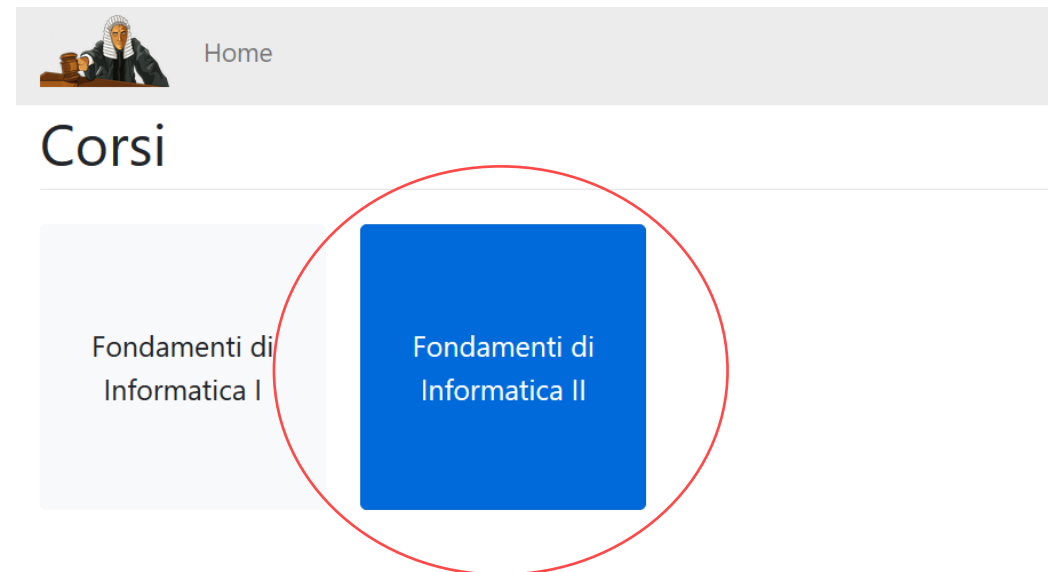 Home
Corsi
Fondamenti di
Informatica I
Fondamenti di
Informatica II